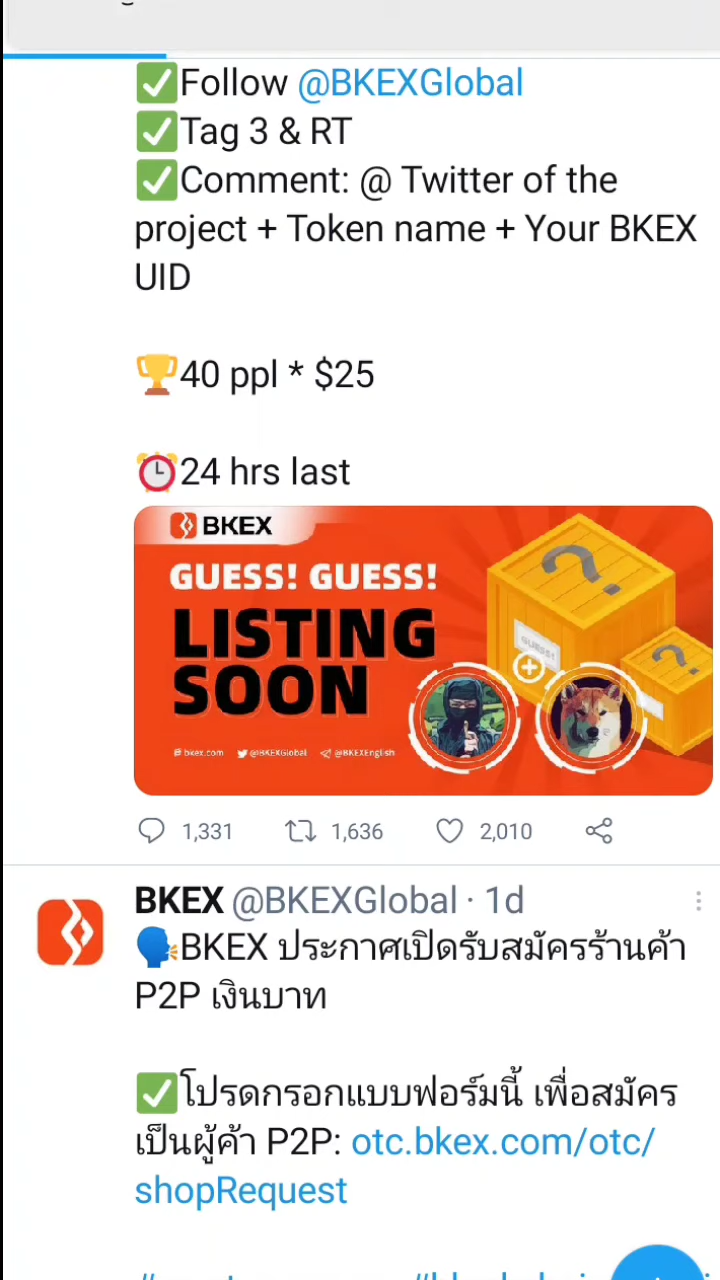 ✅Follow @BKEXGlobal
✅Tag 3 & RT
✅Comment: @ Twitter of the
project + Token name + Your BKEX
UID
🏆40 ppl * $25
⏰24 hrs last
BKEX
GUESS! GUESS!
LISTING
SOON
GUESS!
bkex.com @BKEXGlobal @BKEXEnglish
1,331 1,636 2,010
BKEX @BKEXGlobal · 1d
🗣BKEX ประกาศเปิดรับสมัครร้านค้า
P2P เงินบาท
✅โปรดกรอกแบบฟอร์มนี้ เพื่อสมัคร
เป็นผู้ค้า P2P: otc.bkex.com/otc/
shopRequest